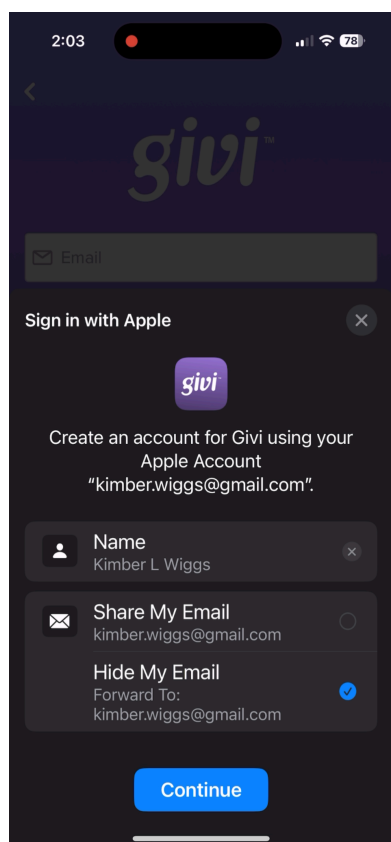 2:03
78
givi™
Email
Sign in with Apple
givi
Create an account for Givi using your
Apple Account
“kimber.wiggs@gmail.com”.
Name
Kimber L Wiggs
Share My Email
kimber.wiggs@gmail.com
Hide My Email
Forward To:
kimber.wiggs@gmail.com
Continue